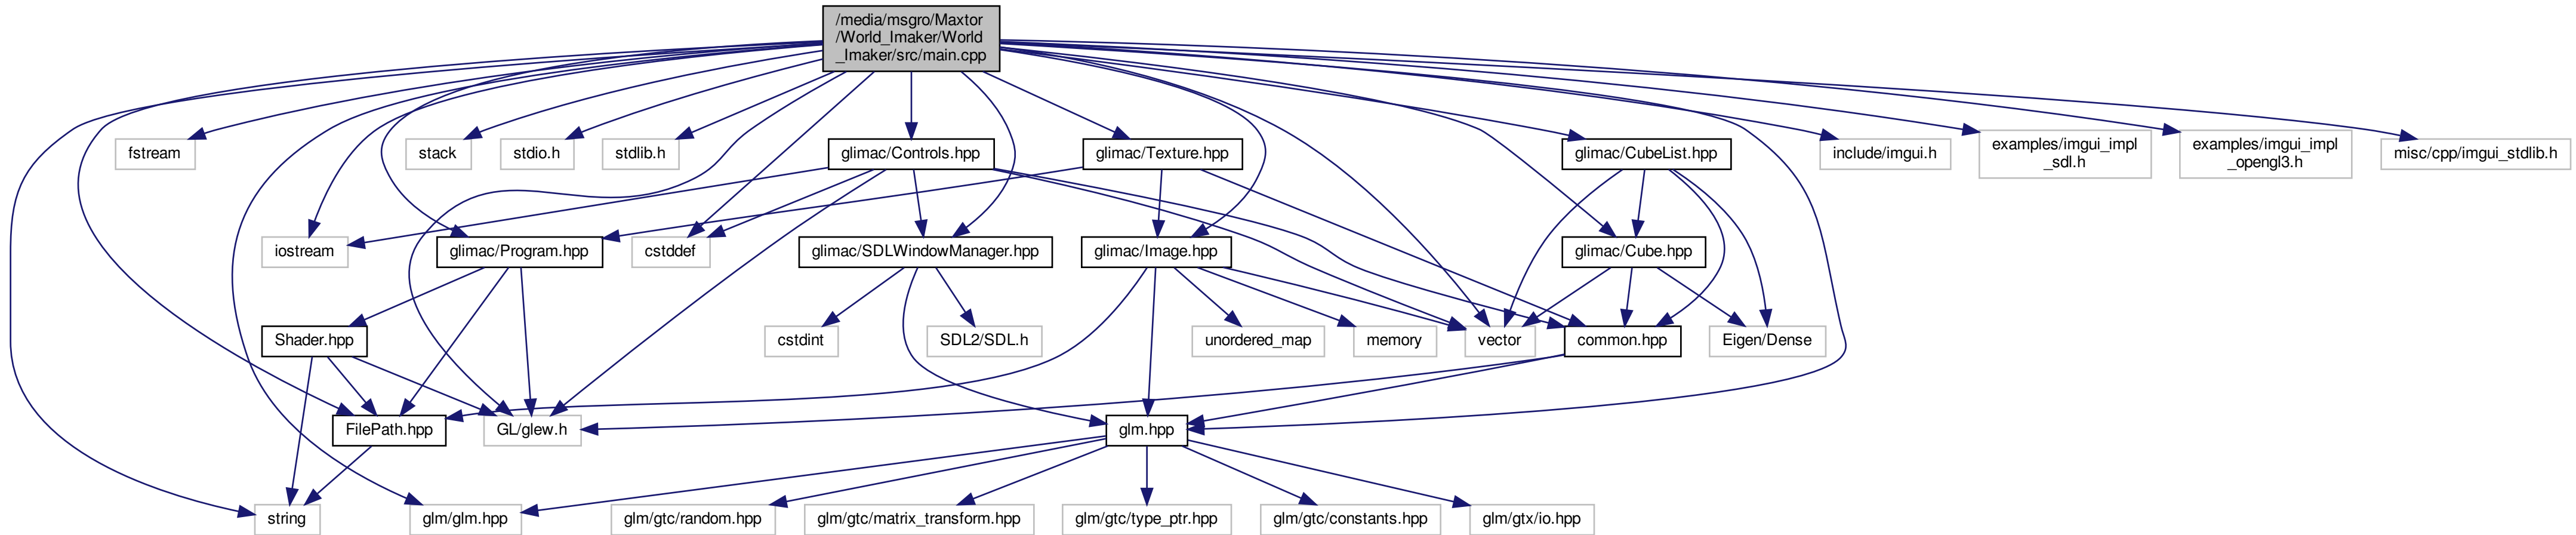 /media/msgro/Maxtor
/World_Imaker/World
_Imaker/src/main.cpp
fstream
stack
stdio.h
stdlib.h
glimac/Controls.hpp
glimac/Texture.hpp
glimac/CubeList.hpp
include/imgui.h
examples/imgui_impl
_sdl.h
examples/imgui_impl
_opengl3.h
misc/cpp/imgui_stdlib.h
iostream
glimac/Program.hpp
cstddef
glimac/SDLWindowManager.hpp
glimac/Image.hpp
glimac/Cube.hpp
Shader.hpp
cstdint
SDL2/SDL.h
unordered_map
memory
vector
common.hpp
Eigen/Dense
FilePath.hpp
GL/glew.h
glm.hpp
string
glm/glm.hpp
glm/gtc/random.hpp
glm/gtc/matrix_transform.hpp
glm/gtc/type_ptr.hpp
glm/gtc/constants.hpp
glm/gtx/io.hpp